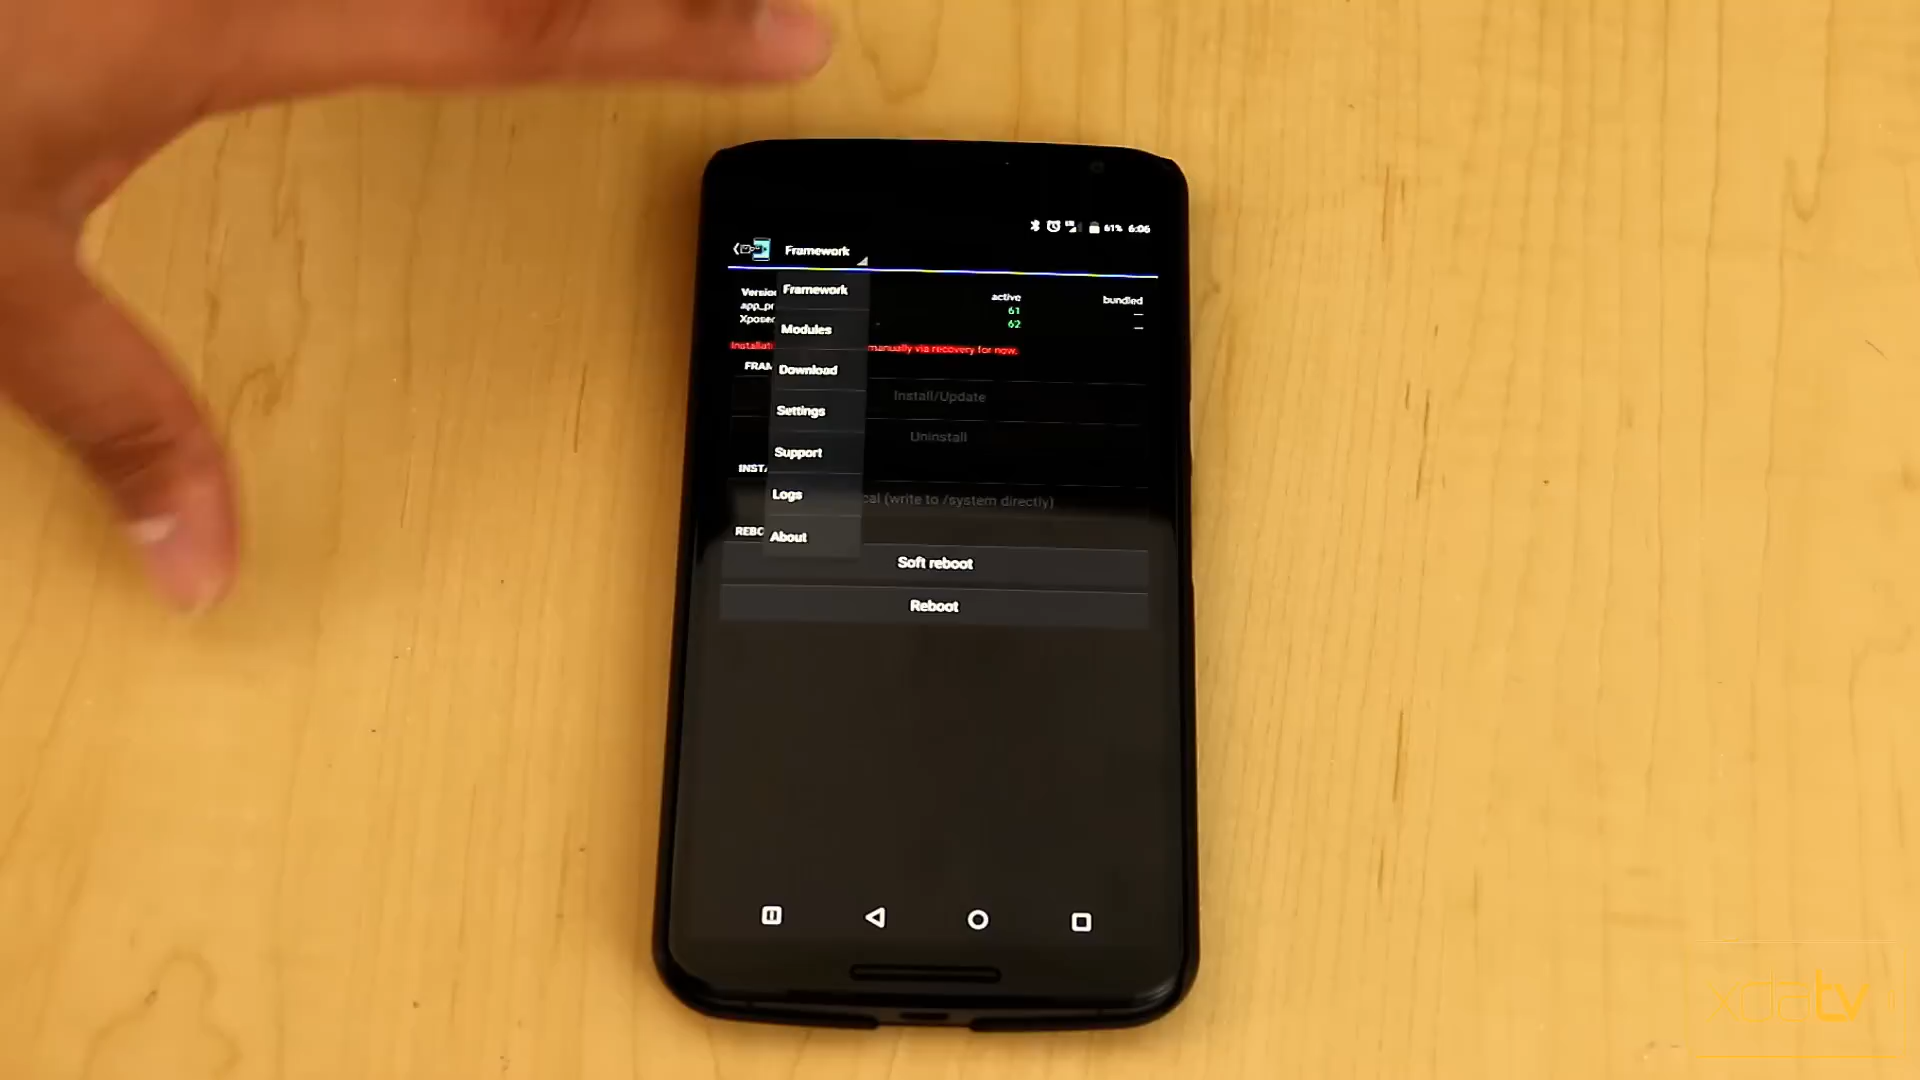 61% 6:06
Framework
Framework
Modules
Download
Settings
Support
Logs
About
active
bundled
61
—
62
—
manually via recovery for now.
Install/Update
Uninstall
(write to /system directly)
Soft reboot
Reboot
xdatv